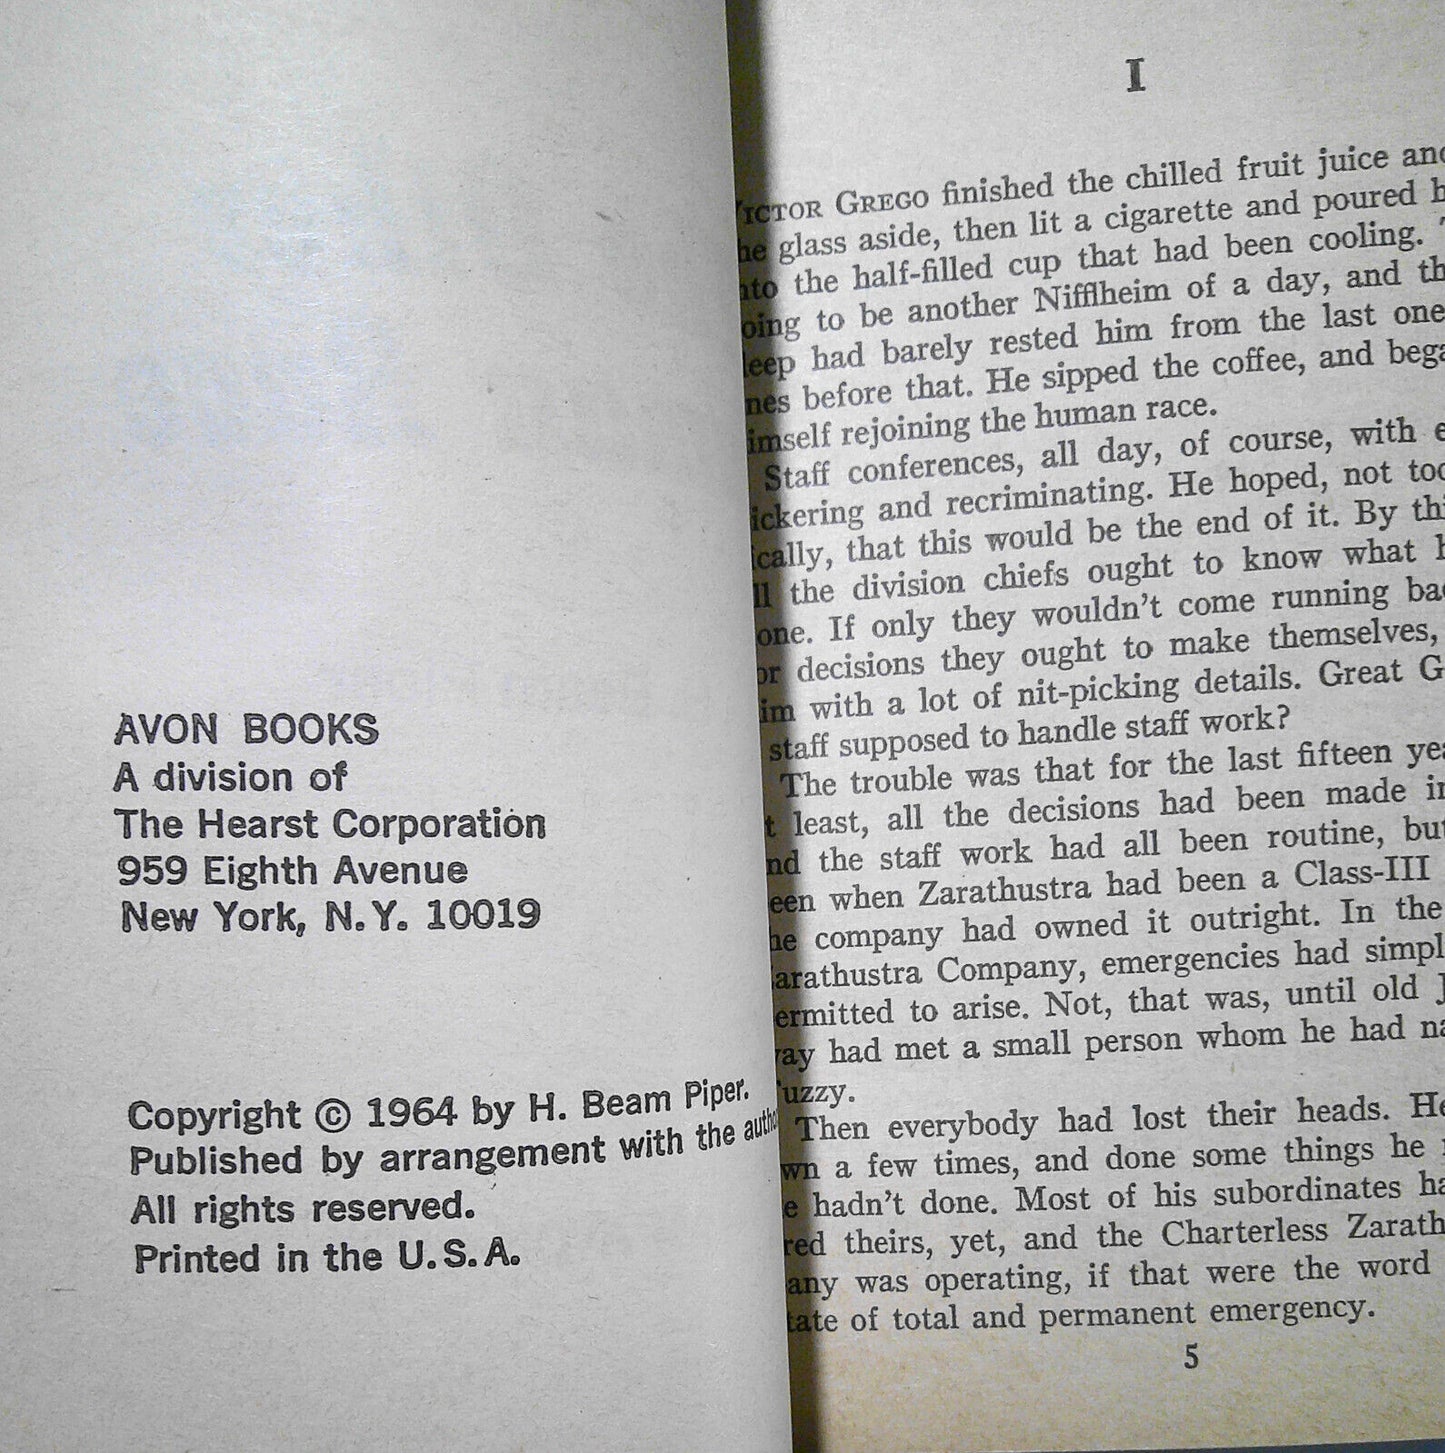 AVON BOOKS
A division of
The Hearst Corporation
959 Eighth Avenue
New York, N.Y. 10019
Copyright © 1964 by H. Beam Piper.
Published by arrangement with the
All rights reserved.
Printed in the U.S.A.
I
GREGO finished the chilled fruit juice
glass aside, then lit a cigarette and poured
the half-filled cup that had been cooling.
to be another Nifflheim of a day, and
had barely rested him from the last one
before that. He sipped the coffee, and
rejoining the human race.
Staff conferences, all day, of course, with
and recriminating. He hoped, not
that this would be the end of it. By
the division chiefs ought to know what
If only they wouldn't come running
decisions they ought to make themselves,
with a lot of nit-picking details. Great
staff supposed to handle staff work?
The trouble was that for the last fifteen
least, all the decisions had been made
the staff work had all been routine,
when Zarathustra had been a Class-III
company had owned it outright. In the
Company, emergencies had
to arise. Not, that was, until old
had met a small person whom he had
Then everybody had lost their heads.
a few times, and done some things he
hadn't done. Most of his subordinates
theirs, yet, and the Charterless
was operating, if that were the word
of total and permanent emergency.
5